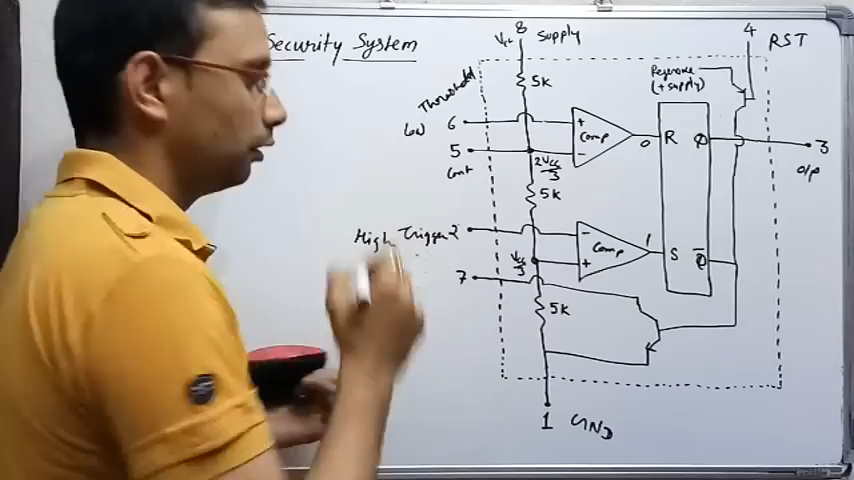 Security System
8
Vcc Supply
4
RST
5K
Reference
(+supply)
Threshold
Low 6
+
-
Comp
0
R
Q
3
O/P
5
Cont
2Vcc/3
5K
High Trigger 2
-
+
Comp
1
S
Q̅
Vcc/3
7
5K
1 GND